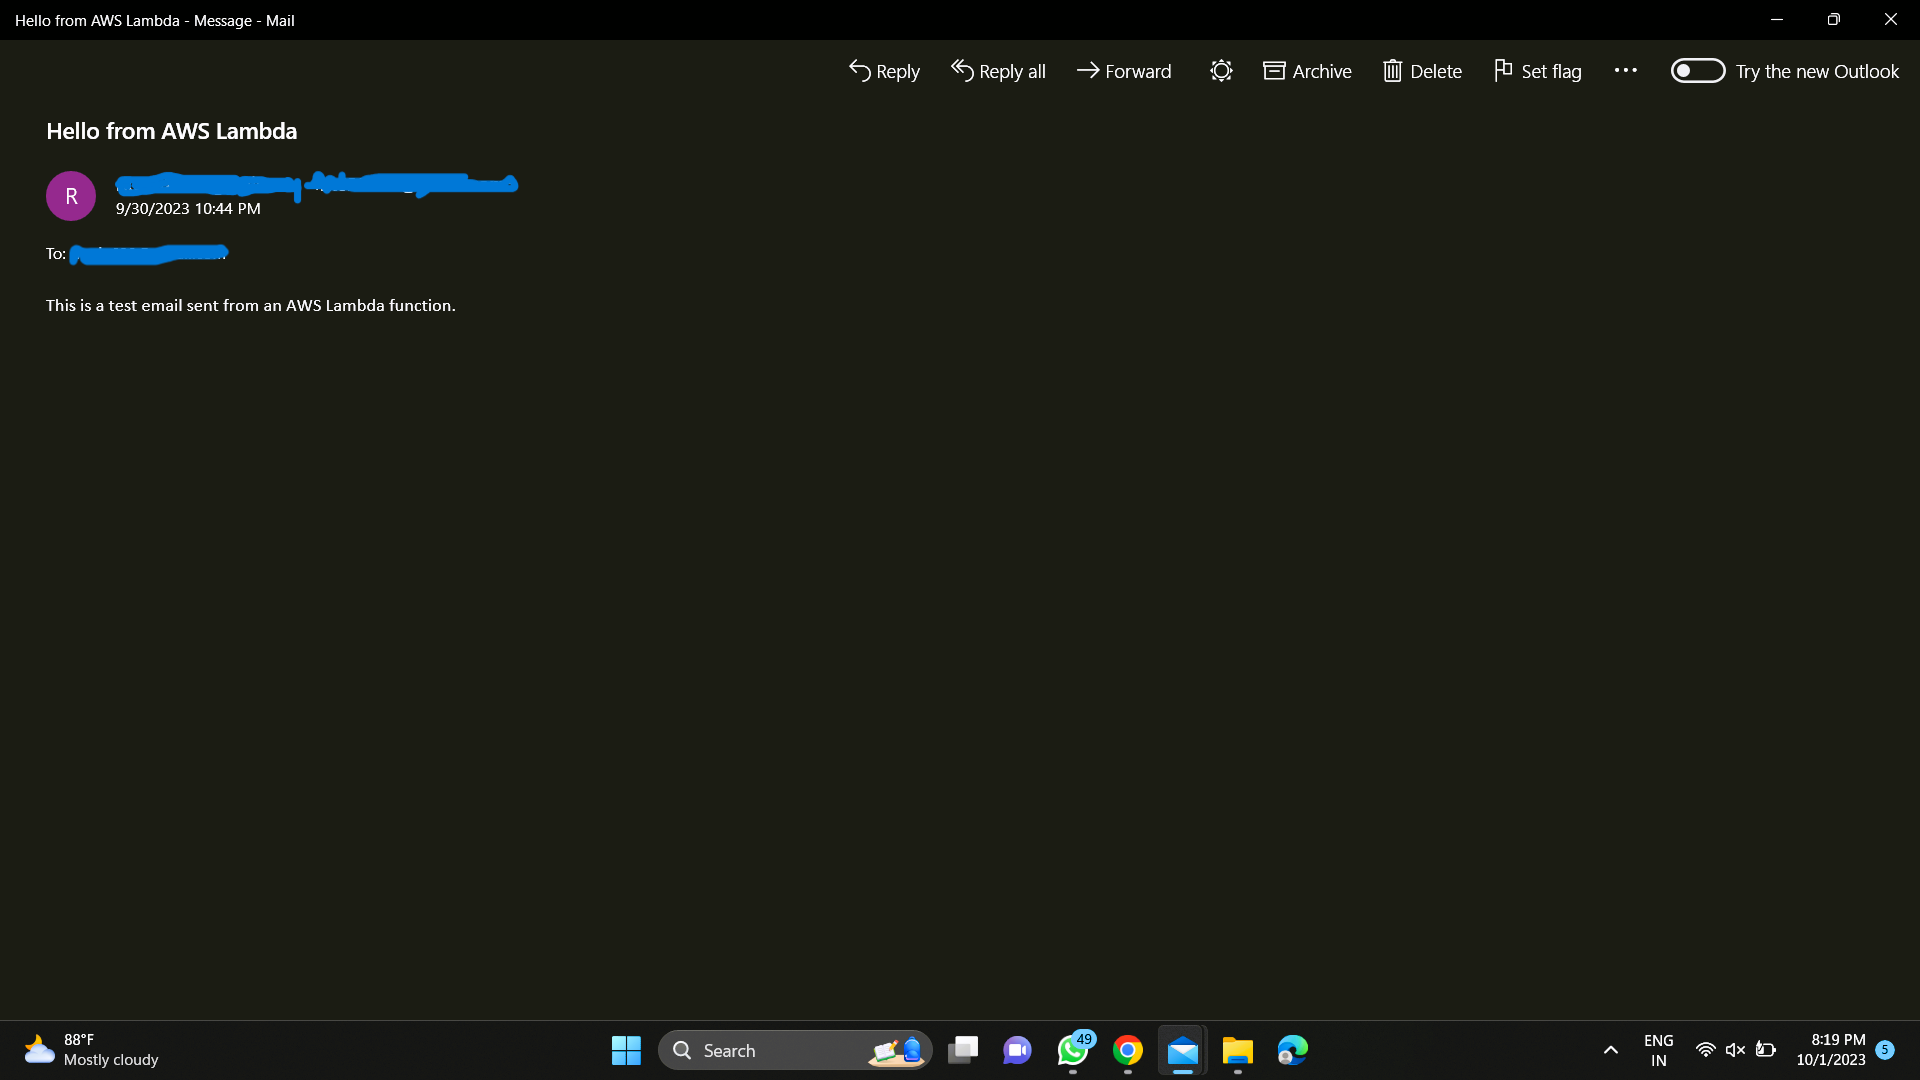 Hello from AWS Lambda - Message - Mail
Reply
Reply all
Forward
Archive
Delete
Set flag
Try the new Outlook
Hello from AWS Lambda
R
9/30/2023 10:44 PM
To:
This is a test email sent from an AWS Lambda function.
88°F
Mostly cloudy
Search
49
ENG
IN
8:19 PM
10/1/2023
5